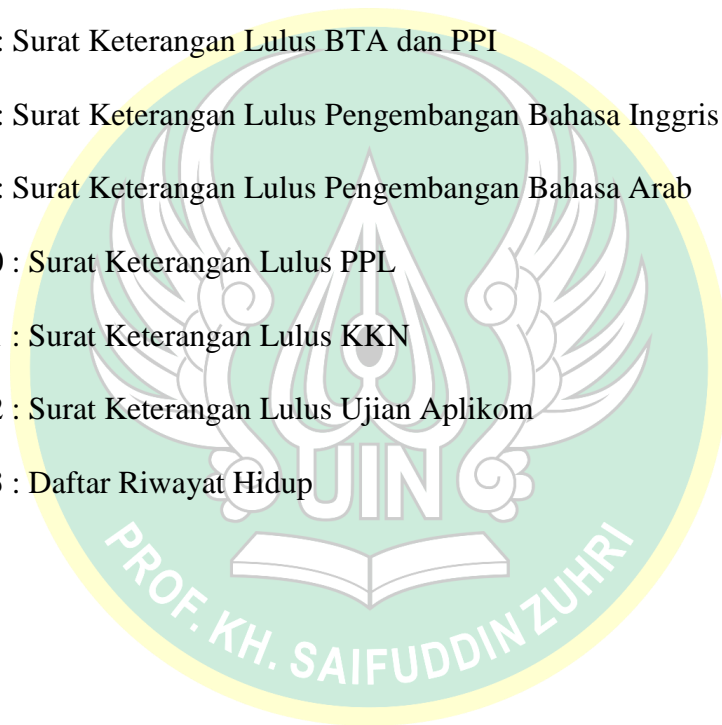 : Surat Keterangan Lulus BTA dan PPI
: Surat Keterangan Lulus Pengembangan Bahasa Inggris
: Surat Keterangan Lulus Pengembangan Bahasa Arab
: Surat Keterangan Lulus PPL
: Surat Keterangan Lulus KKN
2 : Surat Keterangan Lulus Ujian Aplikom
: Daftar Riwayat Hidup
UIN
PROF. KH. SAIFUDDIN ZUHRI